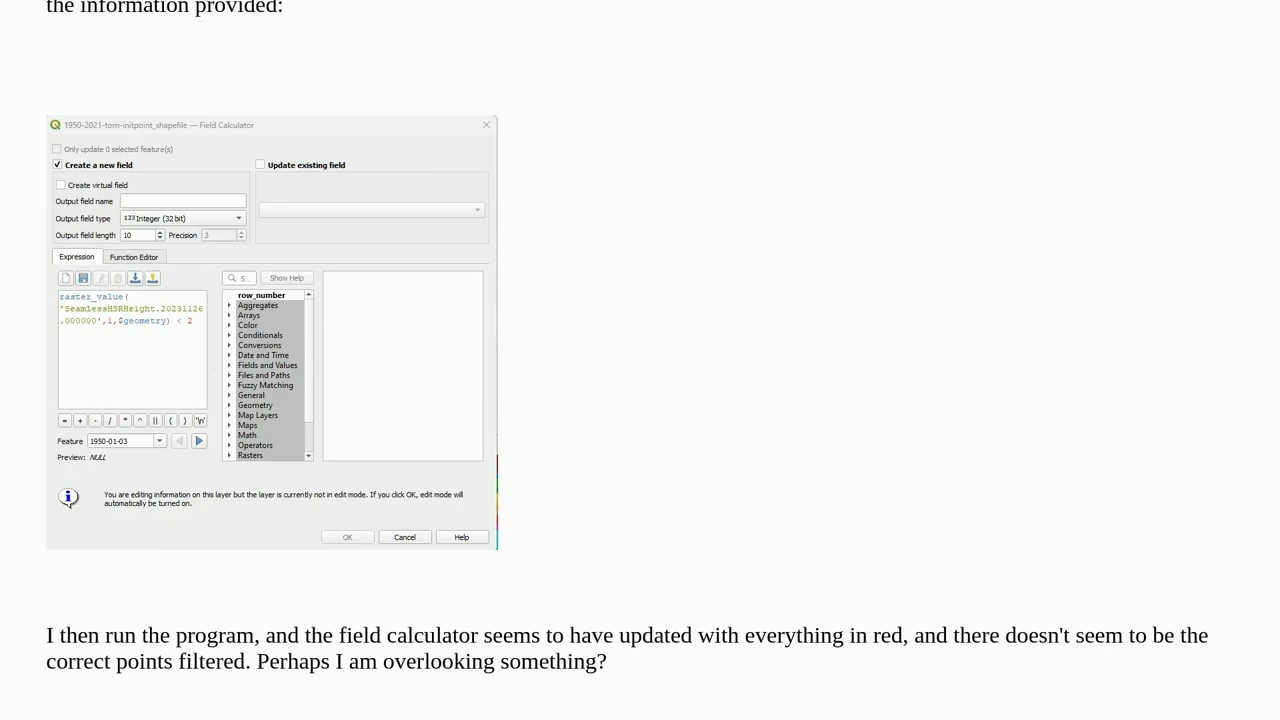 the information provided:
1950-2021-torn-initpoint_shapefile — Field Calculator
Only update 0 selected feature(s)
Create a new field
Update existing field
Create virtual field
Output field name
Output field type 123 Integer (32 bit)
Output field length 10 Precision 3
Expression Function Editor
S... Show Help
raster_value(
'SeamlessHSRHeight.20231126
.000000',1,$geometry) < 2
row_number
Aggregates
Arrays
Color
Conditionals
Conversions
Date and Time
Fields and Values
Files and Paths
Fuzzy Matching
General
Geometry
Map Layers
Maps
Math
Operators
Rasters
= + - / * ^ || ( ) '\n'
Feature 1950-01-03
Preview: NULL
You are editing information on this layer but the layer is currently not in edit mode. If you click OK, edit mode will
automatically be turned on.
OK Cancel Help
I then run the program, and the field calculator seems to have updated with everything in red, and there doesn't seem to be the
correct points filtered. Perhaps I am overlooking something?